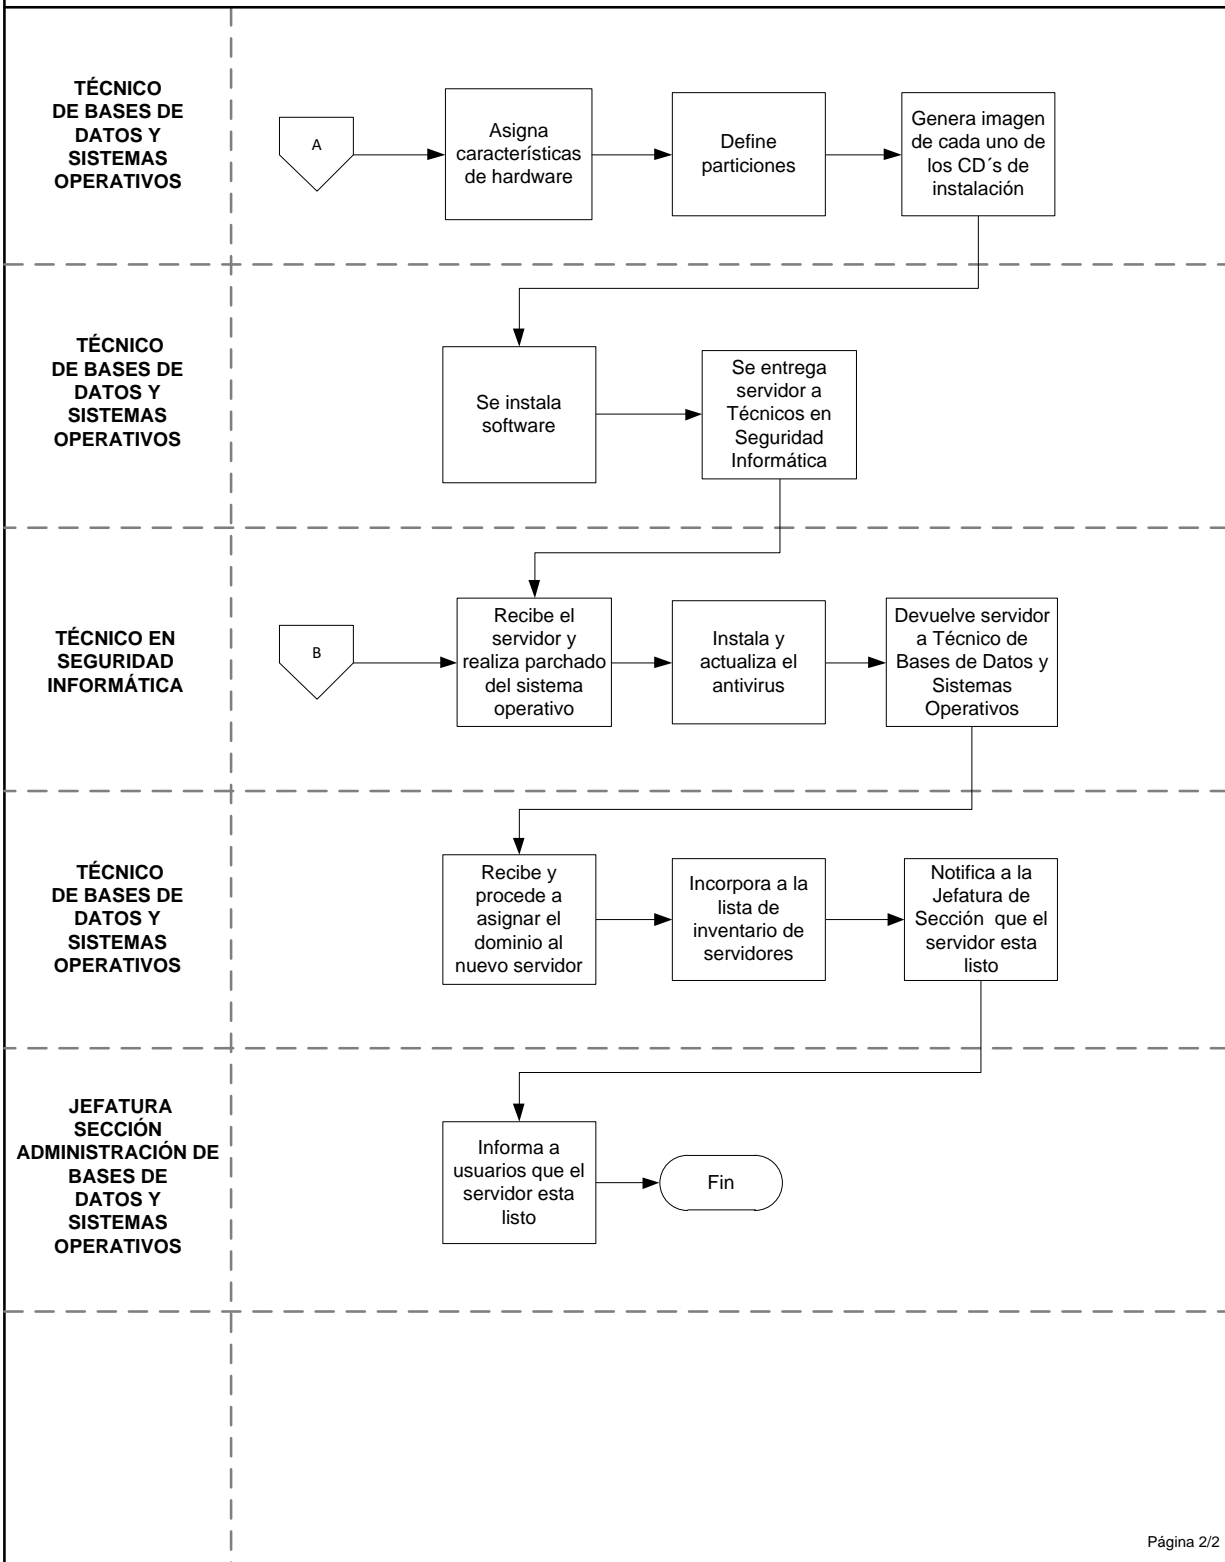 TÉCNICO
DE BASES DE
DATOS Y
SISTEMAS
OPERATIVOS
A
Asigna
características
de hardware
Define
particiones
Genera imagen
de cada uno de
los CD´s de
instalación
TÉCNICO
DE BASES DE
DATOS Y
SISTEMAS
OPERATIVOS
Se instala
software
Se entrega
servidor a
Técnicos en
Seguridad
Informática
TÉCNICO EN
SEGURIDAD
INFORMÁTICA
B
Recibe el
servidor y
realiza parchado
del sistema
operativo
Instala y
actualiza el
antivirus
Devuelve servidor
a Técnico de
Bases de Datos y
Sistemas
Operativos
TÉCNICO
DE BASES DE
DATOS Y
SISTEMAS
OPERATIVOS
Recibe y
procede a
asignar el
dominio al
nuevo servidor
Incorpora a la
lista de
inventario de
servidores
Notifica a la
Jefatura de
Sección que el
servidor esta
listo
JEFATURA
SECCIÓN
ADMINISTRACIÓN DE
BASES DE
DATOS Y
SISTEMAS
OPERATIVOS
Informa a
usuarios que el
servidor esta
listo
Fin
Página 2/2